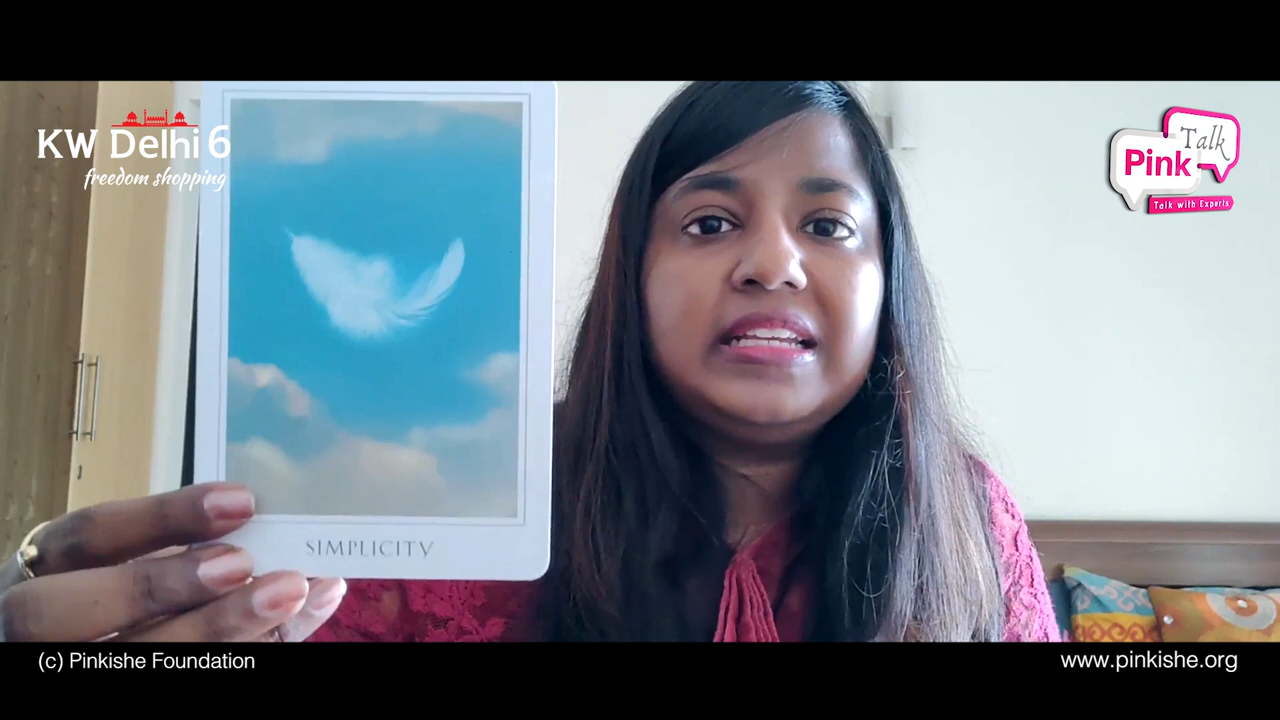 KW Delhi 6
freedom shopping
Pink Talk
Talk with Experts
SIMPLICITY
(c) Pinkishe Foundation
www.pinkishe.org